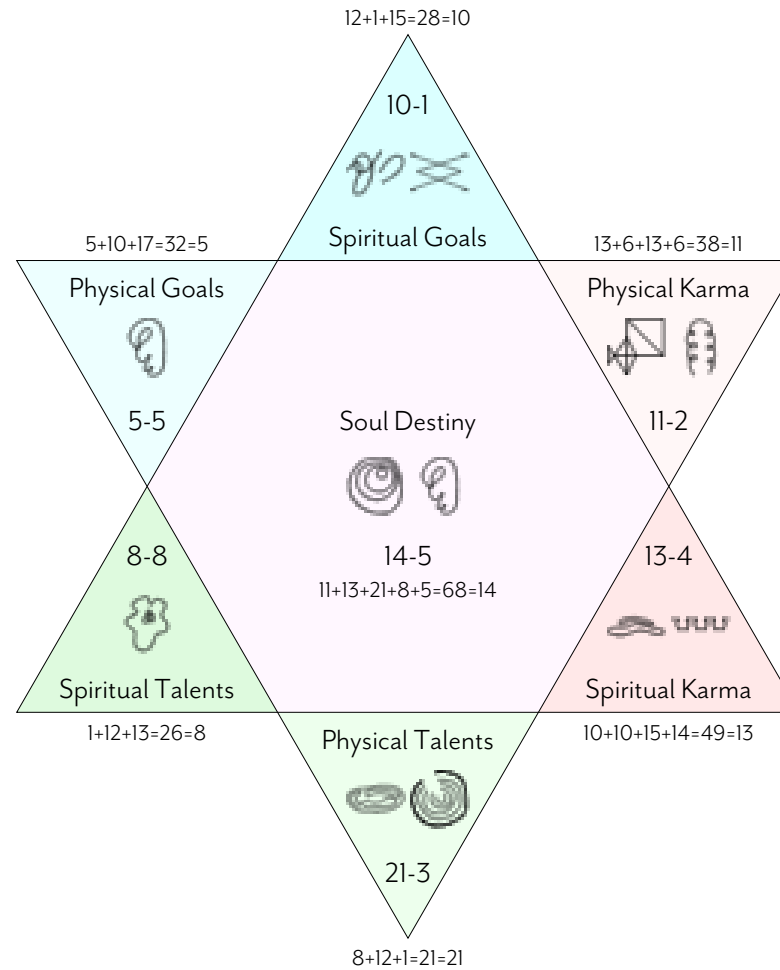 12+1+15=28=10
10-1
Spiritual Goals
5+10+17=32=5
Physical Goals
5-5
13+6+13+6=38=11
Physical Karma
11-2
Soul Destiny
14-5
11+13+21+8+5=68=14
8-8
Spiritual Talents
1+12+13=26=8
13-4
Spiritual Karma
10+10+15+14=49=13
Physical Talents
21-3
8+12+1=21=21